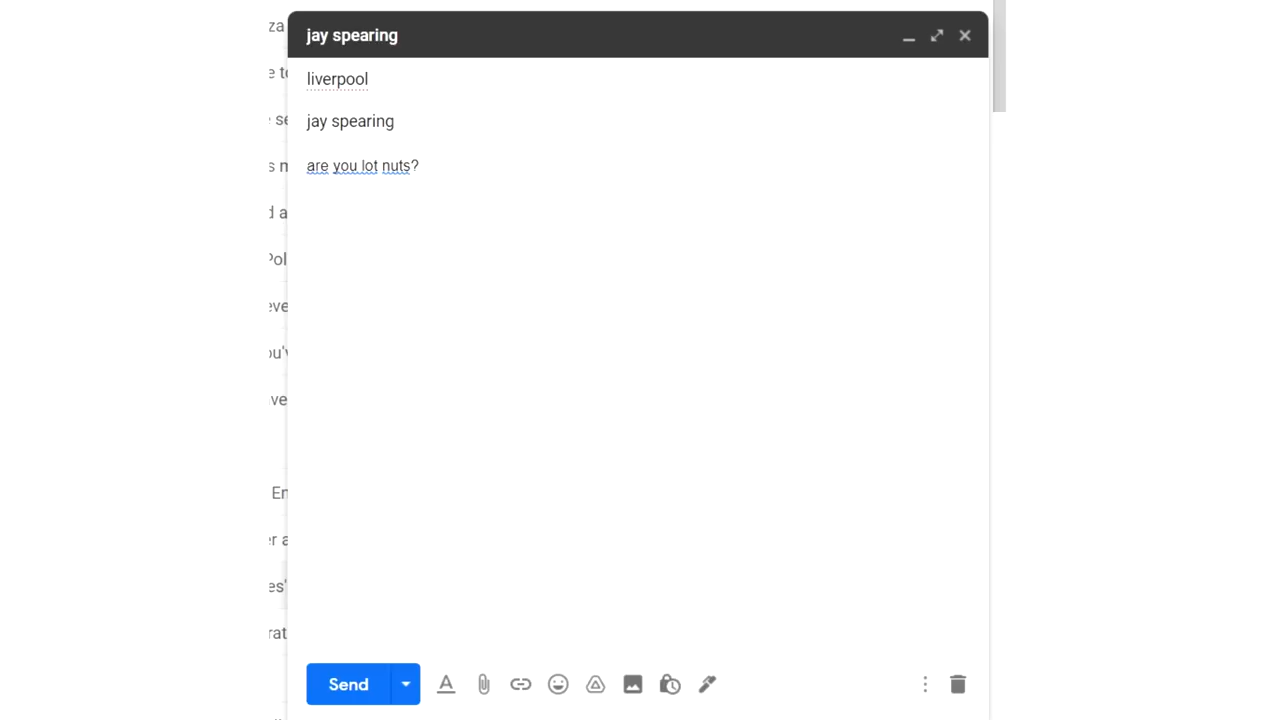 jay spearing
liverpool
jay spearing
are you lot nuts?
Send